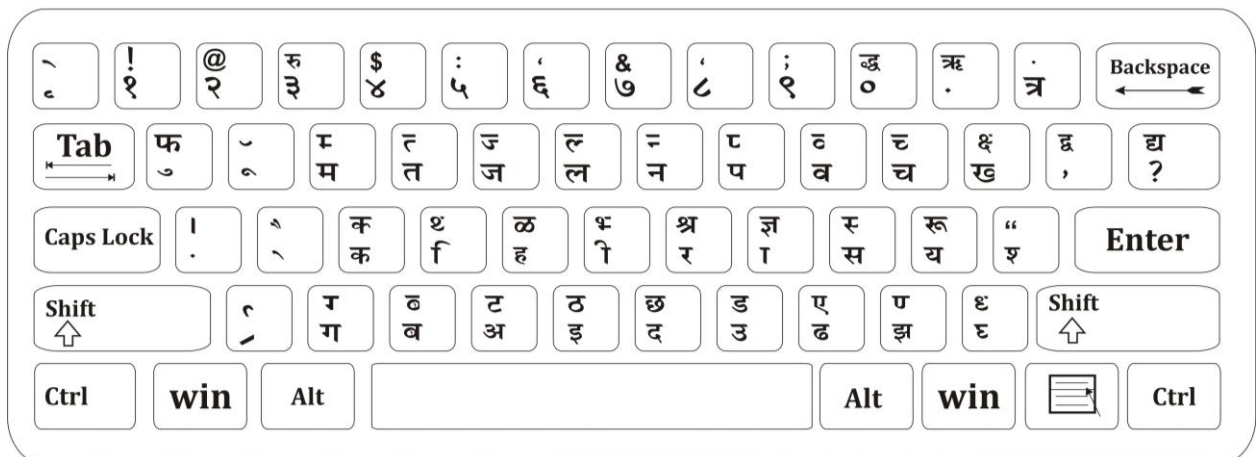 ! @ रु $ : ‘ & ‘ ; द्ध ऋ · Backspace
१ २ ३ ४ ५ ६ ७ ८ ९ ० . त्र
Tab फ म् त् ज् ल् न् प् व् च् क्ष् द्व द्य
म त ज ल न प व च ख , ?
Caps Lock । क् थ् ळ भ् श्र ज्ञ स् रू “ Enter
. क ि ह ी र ा स य श्
Shift ग् ब् ट ठ छ ड ए ण् ध् Shift
ग ब अ इ द उ ढ झ घ्
Ctrl win Alt Alt win Ctrl